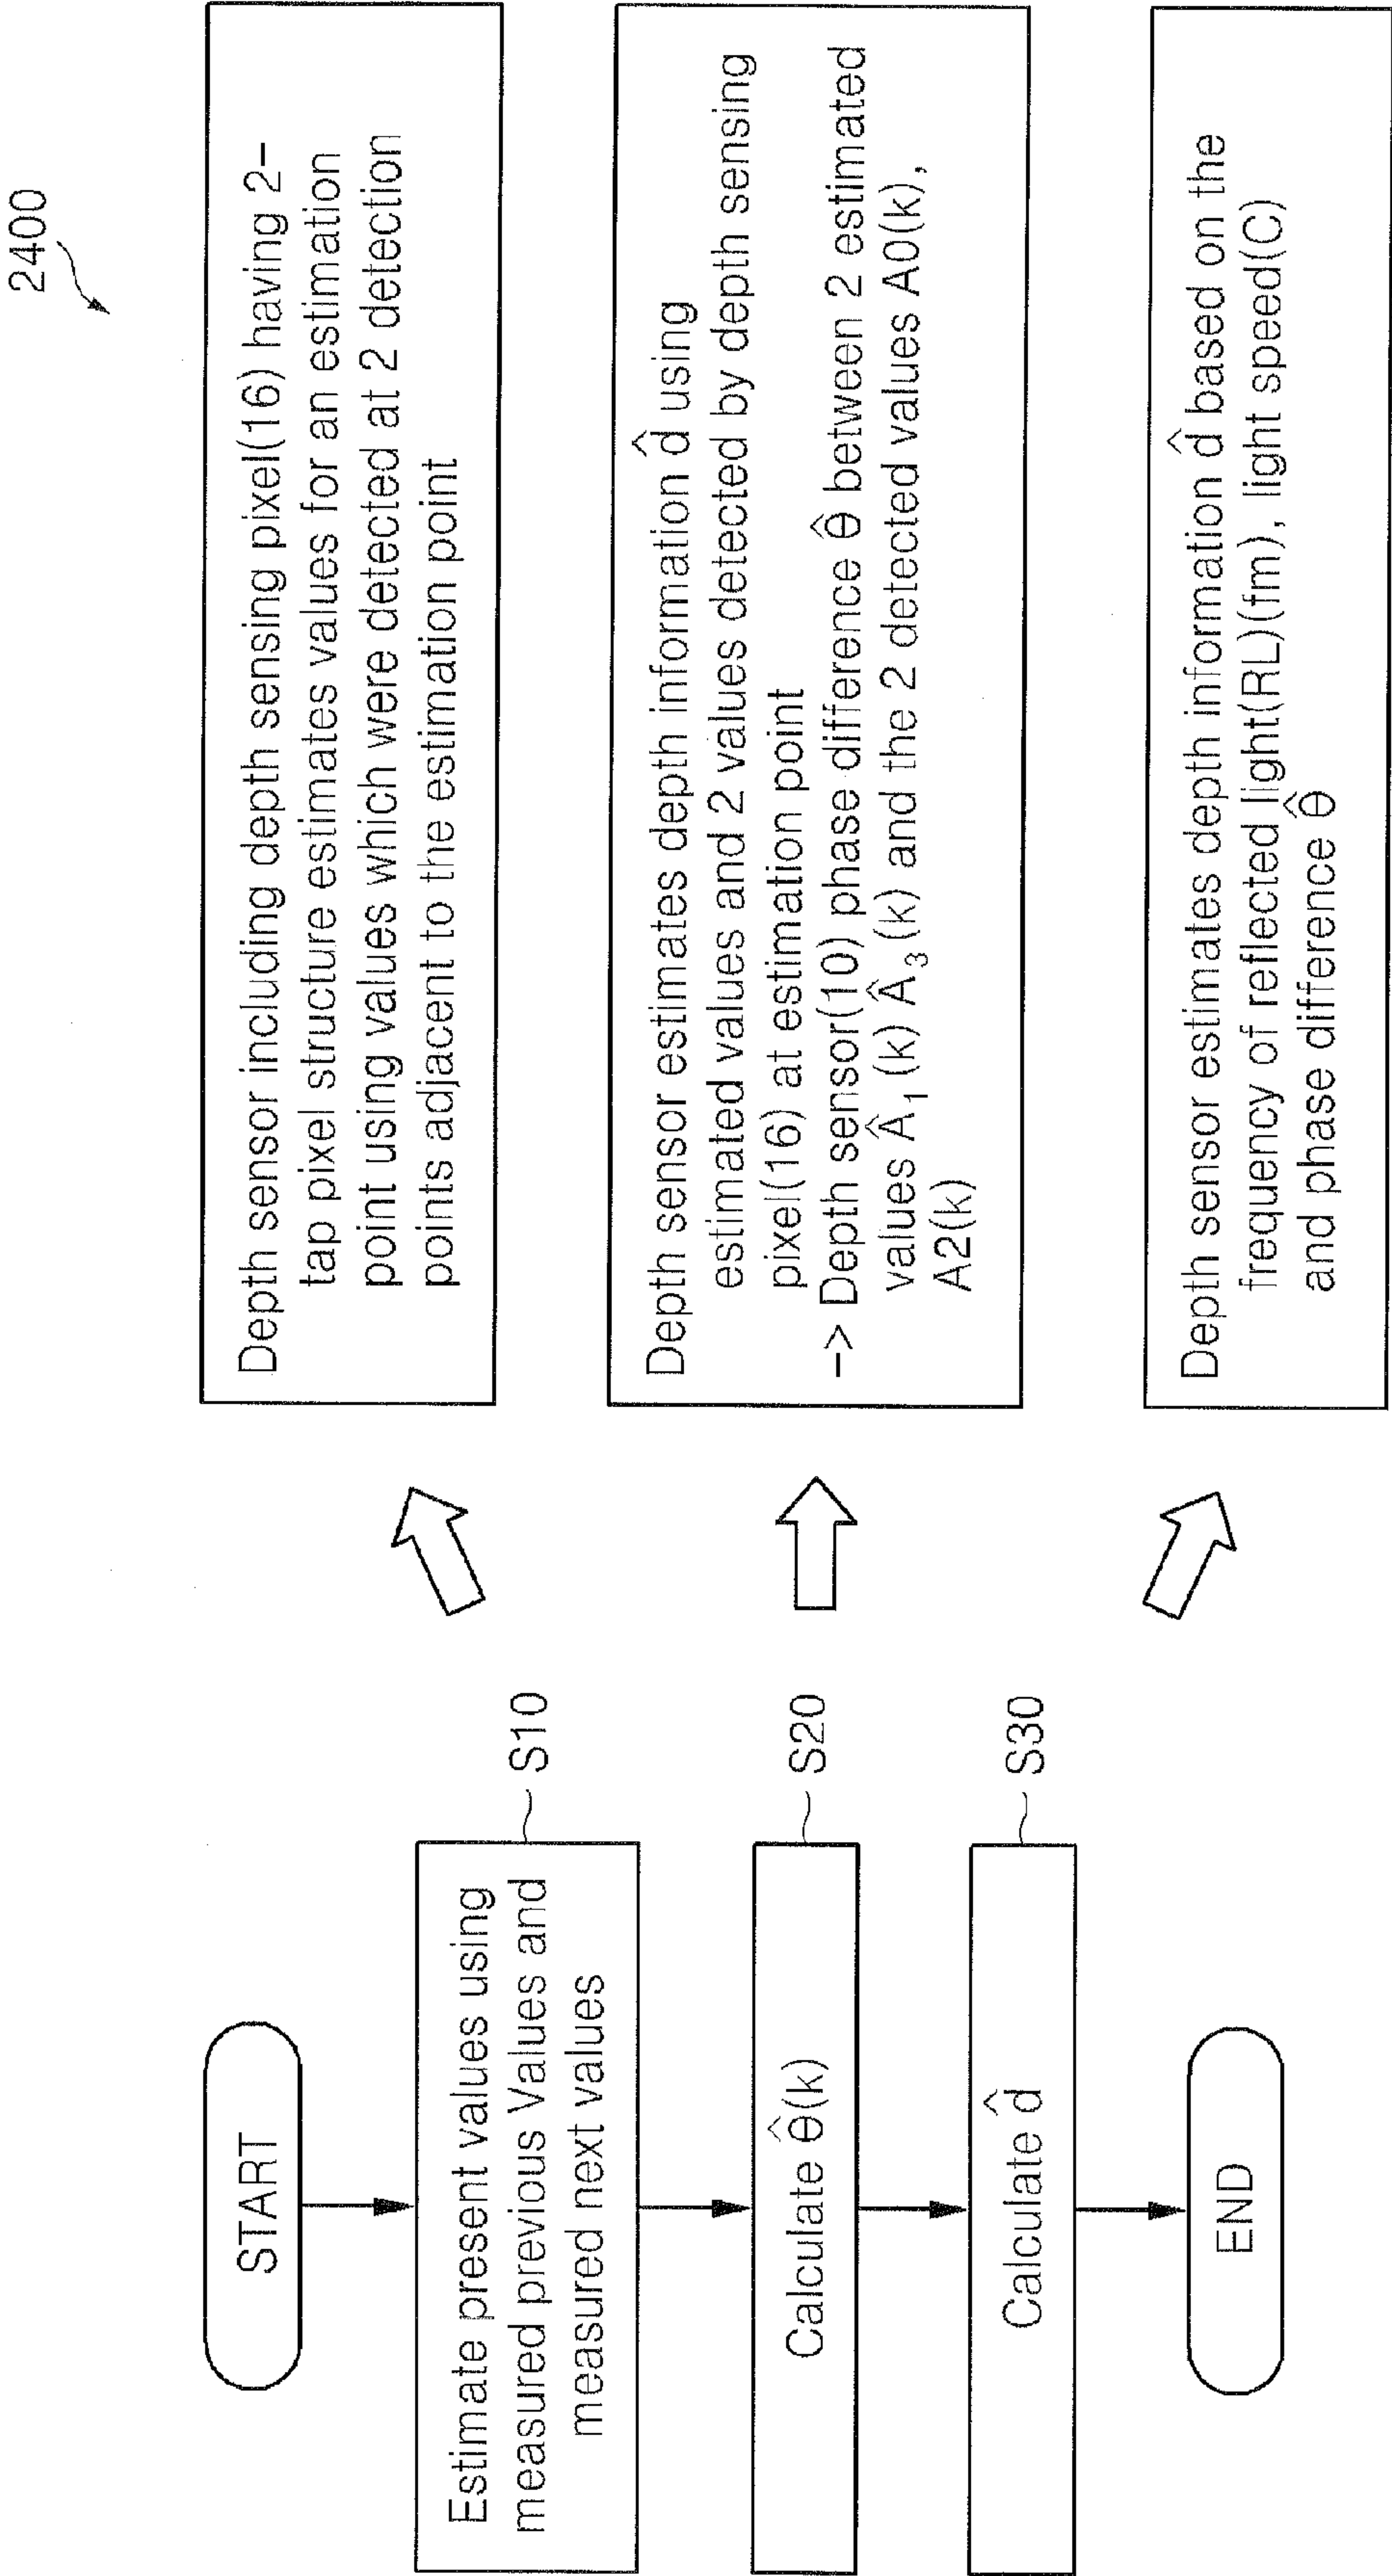 2400
START
Estimate present values using
measured previous Values and
measured next values
S10
Calculate θ̂(k)
S20
Calculate d̂
S30
END
Depth sensor including depth sensing pixel(16) having 2-
tap pixel structure estimates values for an estimation
point using values which were detected at 2 detection
points adjacent to the estimation point
Depth sensor estimates depth information d̂ using
estimated values and 2 values detected by depth sensing
pixel(16) at estimation point
-> Depth sensor(10) phase difference θ̂ between 2 estimated
values Â₁(k) Â₃(k) and the 2 detected values A0(k),
A2(k)
Depth sensor estimates depth information d̂ based on the
frequency of reflected light(RL)(fm), light speed(C)
and phase difference θ̂